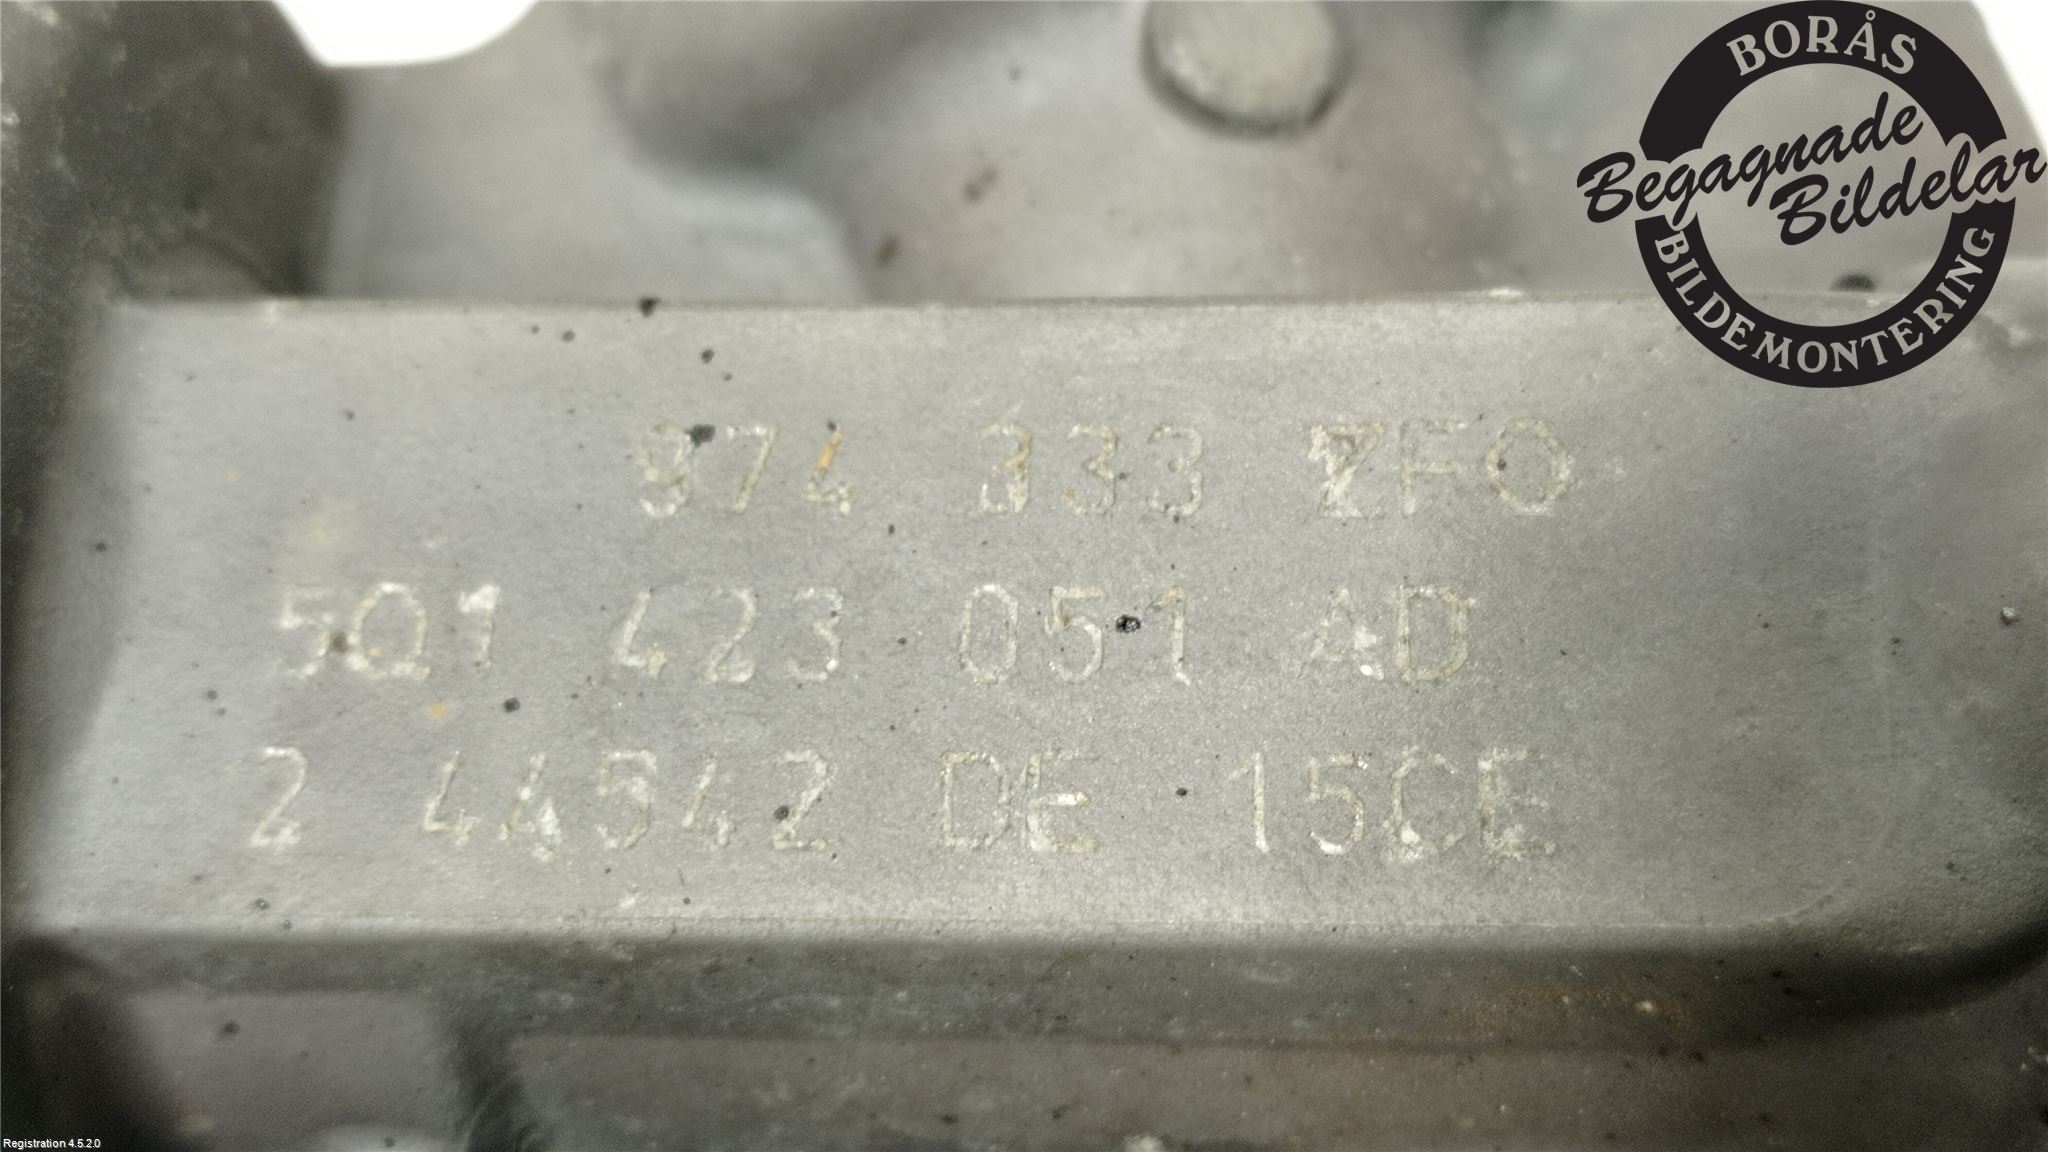 BORÅS
Begagnade
Bildelar
BILDEMONTERING
974 333 ZFO
5Q1 423 051 AD
2 44542 DE 15CE
Registration 4.5.2.0